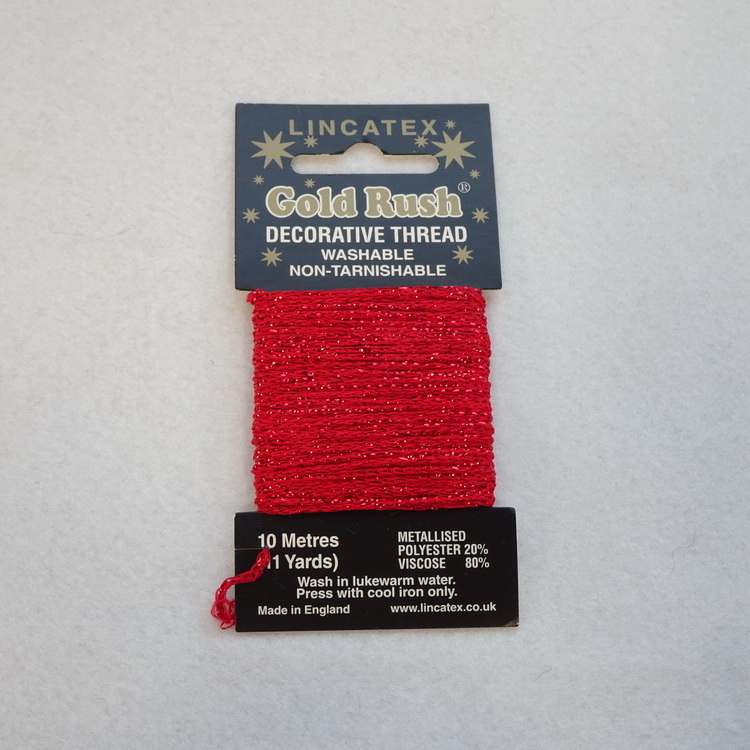 LINCATEX
Gold Rush®
DECORATIVE THREAD
WASHABLE
NON-TARNISHABLE
10 Metres
11 Yards)
METALLISED
POLYESTER 20%
VISCOSE 80%
Wash in lukewarm water.
Press with cool iron only.
Made in England
www.lincatex.co.uk